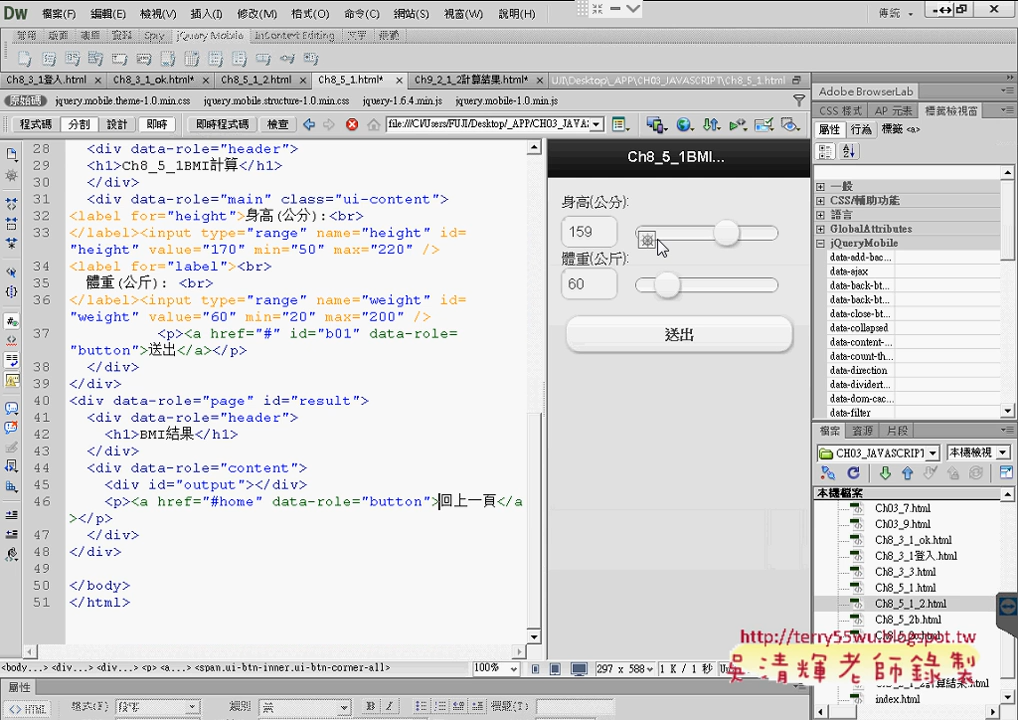 Dw 檔案(F) 編輯(E) 檢視(V) 插入(I) 修改(M) 格式(O) 命令(C) 網站(S) 視窗(W) 說明(H) 傳統
jQuery Mobile InContext Editing
Ch8_3_1登入.html Ch8_3_1_ok.html* Ch8_5_1_2.html Ch8_5_1.html* Ch9_2_1_2計算結果.html* UJI\Desktop\_APP\CH03_JAVASCRIPT\Ch8_5_1.html
原始碼 jquery.mobile.theme-1.0.min.css jquery.mobile.structure-1.0.min.css jquery-1.6.4.min.js jquery.mobile-1.0.min.js
程式碼 分割 設計 即時 即時程式碼 檢查 file:///C|/Users/FUJI/Desktop/_APP/CH03_JAVA:
28 <div data-role="header">
29 <h1>Ch8_5_1BMI計算</h1>
30 </div>
31 <div data-role="main" class="ui-content">
32 <label for="height">身高(公分):<br>
33 </label><input type="range" name="height" id=
"height" value="170" min="50" max="220" />
34 <label for="label"><br>
35 體重(公斤): <br>
36 </label><input type="range" name="weight" id=
"weight" value="60" min="20" max="200" />
37 <p><a href="#" id="b01" data-role=
"button">送出</a></p>
38 </div>
39 </div>
40 <div data-role="page" id="result">
41 <div data-role="header">
42 <h1>BMI結果</h1>
43 </div>
44 <div data-role="content">
45 <div id="output"></div>
46 <p><a href="#home" data-role="button">回上一頁</a
></p>
47 </div>
48 </div>
49
50 </body>
51 </html>
Ch8_5_1BMI...
身高(公分):
159
體重(公斤):
60
送出
Adobe BrowserLab
CSS 樣式 AP 元素 標籤檢視窗
屬性 行為 標籤 <a>
一般
CSS/輔助功能
語言
GlobalAttributes
jQueryMobile
data-add-bac...
data-ajax
data-back-bt...
data-back-bt...
data-close-bt...
data-collapsed
data-content-...
data-count-th...
data-direction
data-dividert...
data-dom-cac...
data-filter
檔案 資源 片段
CH03_JAVASCRIPT 本機檢視
本機檔案
Ch03_7.html
Ch03_9.html
Ch8_3_1_ok.html
Ch8_3_1登入.html
Ch8_3_3.html
Ch8_5_1.html
Ch8_5_1_2.html
Ch8_5_2b.html
http://terry55wu.blogspot.tw
吳清輝老師錄製
index.html
<body...> <div...> <div...> <p> <a...> <span.ui-btn-inner.ui-btn-corner-all> 100% 297 x 588 1 K / 1 秒
屬性
<> HTML 格式(F) 段落 類別 無 B I 標題(T)